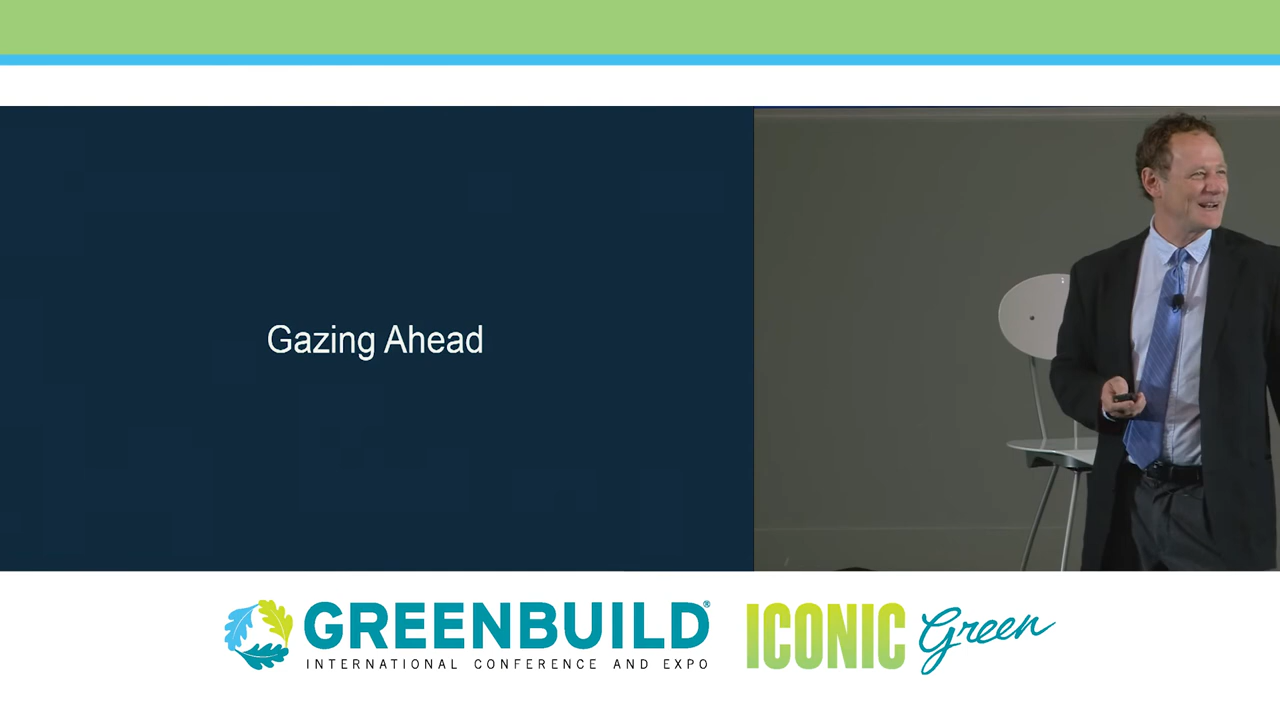 Gazing Ahead
GREENBUILD®
INTERNATIONAL CONFERENCE AND EXPO
ICONIC Green